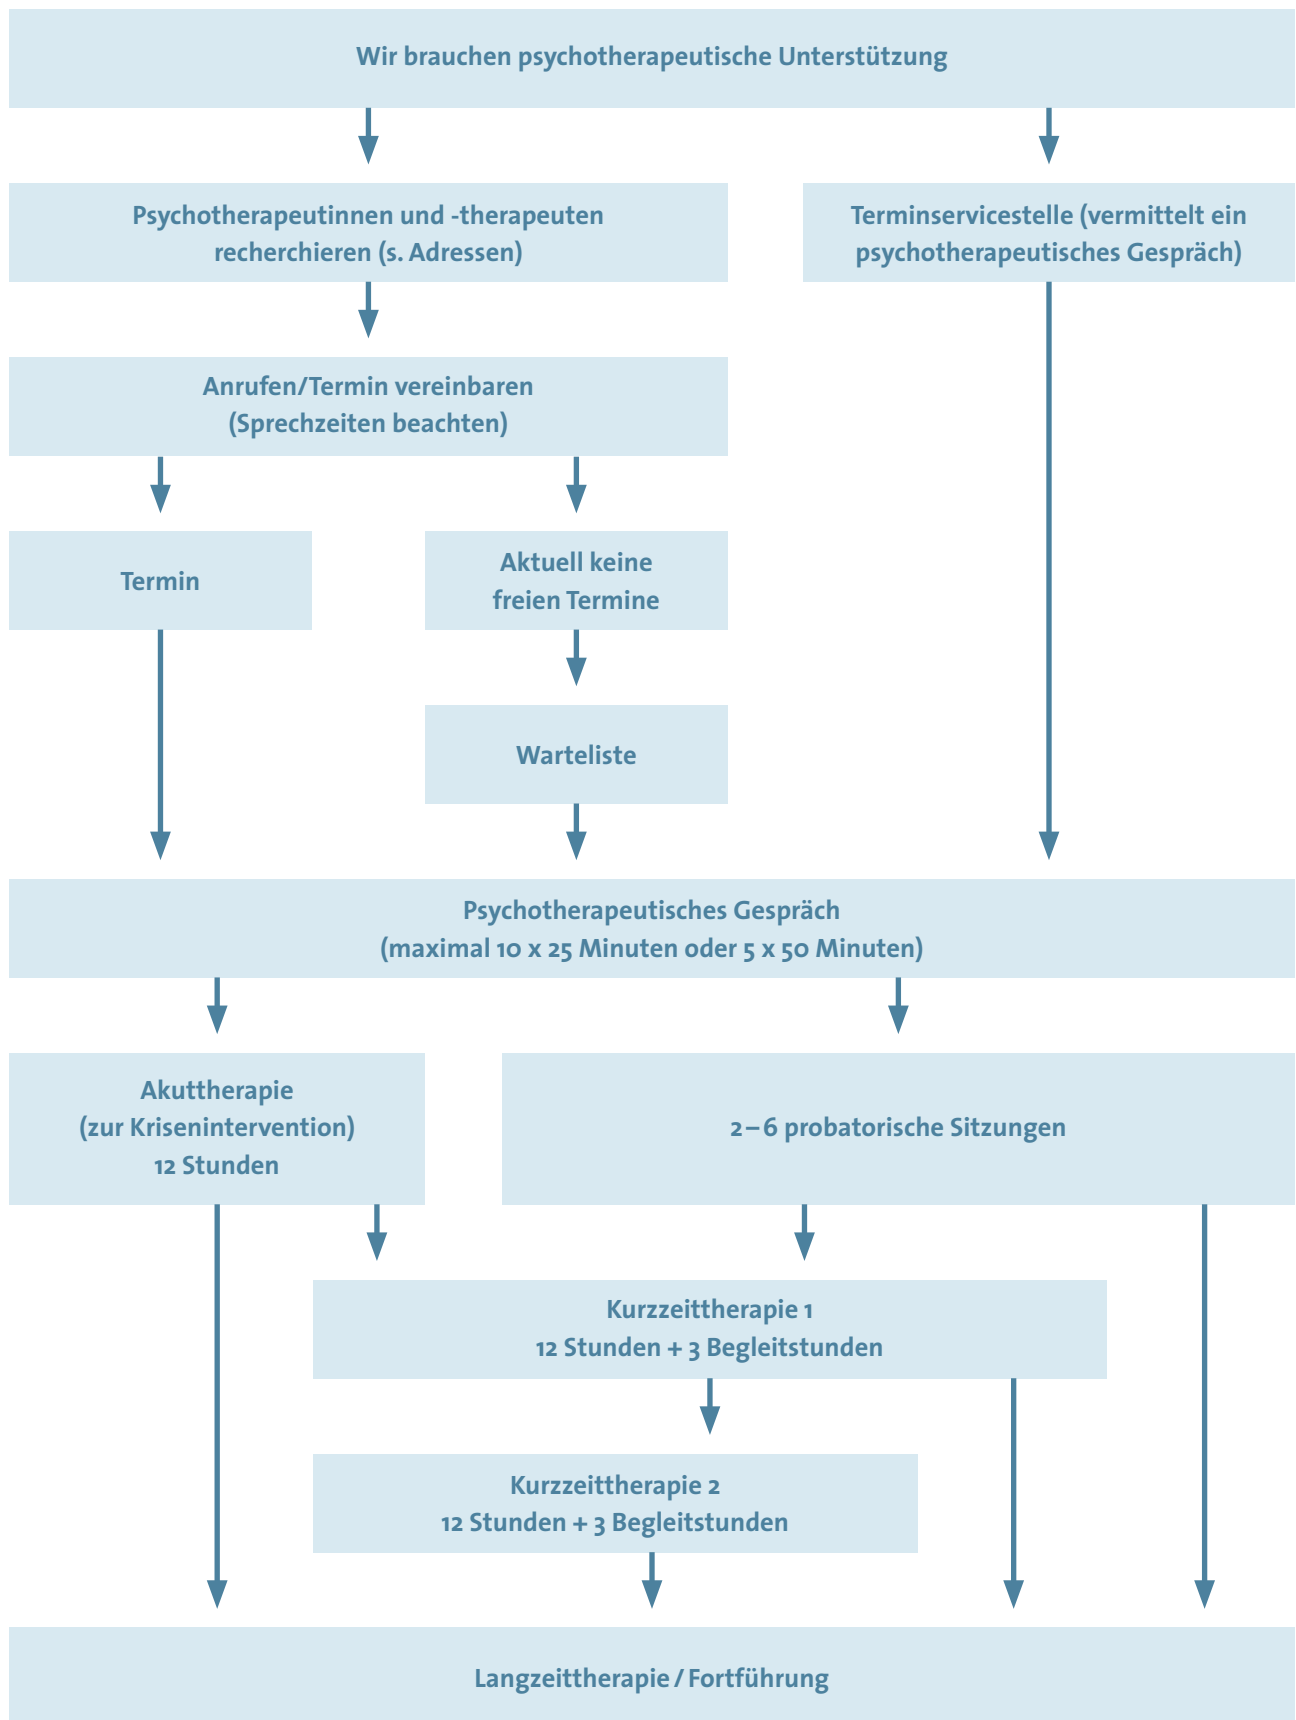 Wir brauchen psychotherapeutische Unterstützung
Psychotherapeutinnen und -therapeuten
recherchieren (s. Adressen)
Terminservicestelle (vermittelt ein
psychotherapeutisches Gespräch)
Anrufen/Termin vereinbaren
(Sprechzeiten beachten)
Termin
Aktuell keine
freien Termine
Warteliste
Psychotherapeutisches Gespräch
(maximal 10 x 25 Minuten oder 5 x 50 Minuten)
Akuttherapie
(zur Krisenintervention)
12 Stunden
2–6 probatorische Sitzungen
Kurzzeittherapie 1
12 Stunden + 3 Begleitstunden
Kurzzeittherapie 2
12 Stunden + 3 Begleitstunden
Langzeittherapie / Fortführung